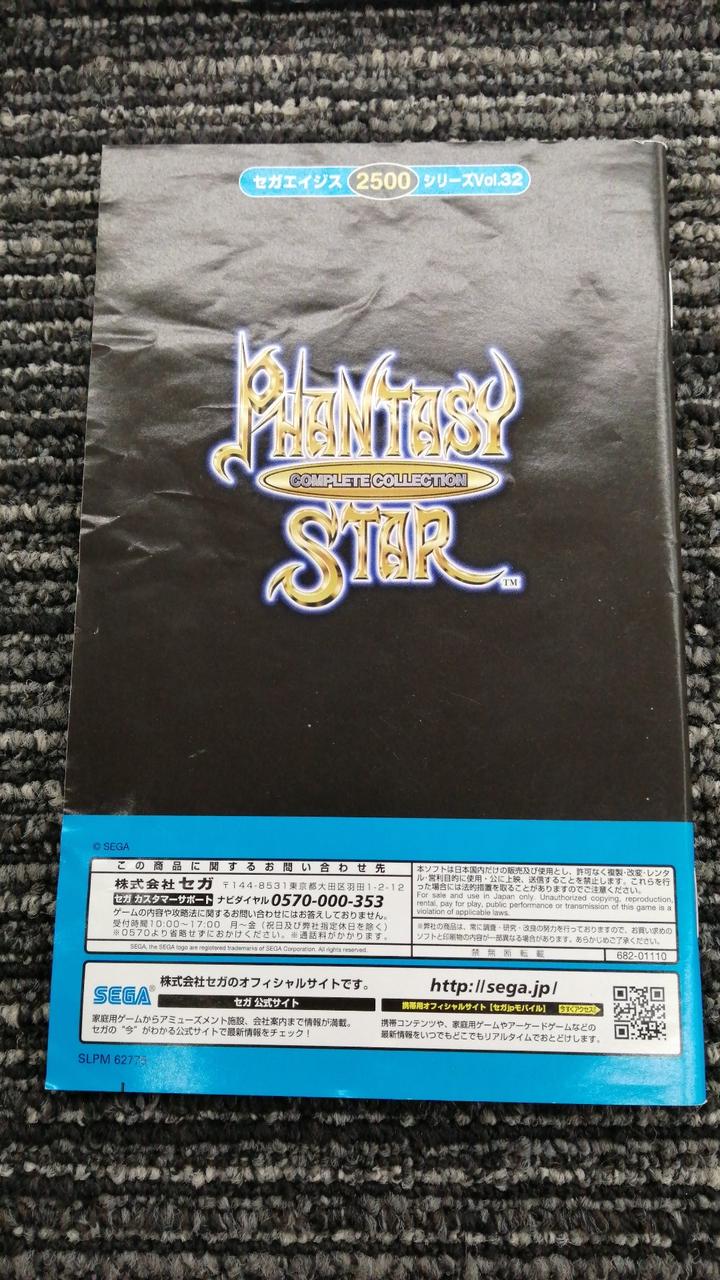 セガエイジス 2500 シリーズVol.32
PHANTASY
COMPLETE COLLECTION
STAR™
© SEGA
この商品に関するお問い合わせ先
株式会社セガ 〒144-8531東京都大田区羽田1-2-12
セガ カスタマーサポート ナビダイヤル 0570-000-353
ゲームの内容や攻略法に関するお問い合わせにはお答えしておりません。
受付時間10:00~17:00 月~金(祝日及び弊社指定休日を除く)
※0570より省略せずにおかけください。※通話料がかかります。
SEGA, the SEGA logo are registered trademarks of SEGA Corporation. All rights reserved.
本ソフトは日本国内だけの販売及び使用とし、許可なく複製・改変・レンタ
ル・営利目的に使用・公に上映、送信することを禁止します。これらを行
った場合には法的措置を取ることがありますのでご注意ください。
For sale and use in Japan only. Unauthorized copying, reproduction,
rental, pay for play, public performance or transmission of this game is a
violation of applicable laws.
※弊社の商品は、常に調査・研究・改良の努力を行っておりますので、お買い求めの
ソフトと印刷物の内容が一部異なる場合があります。あらかじめご了承ください。
禁無断転載 682-01110
SEGA® 株式会社セガのオフィシャルサイトです。
セガ 公式サイト
家庭用ゲームからアミューズメント施設、会社案内まで情報が満載。
セガの“今”がわかる公式サイトで最新情報をチェック!
http://sega.jp/
携帯用オフィシャルサイト【セガjpモバイル】 今すぐアクセス!
携帯コンテンツや、家庭用ゲームやアーケードゲームなどの
最新情報をいつでもどこでもリアルタイムでおとどけします。
SLPM 62775